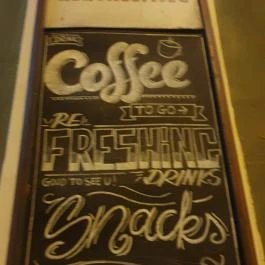 Coffee
TO GO →
RE
FRESHING
GOOD TO SEE U! DRINKS
Snacks